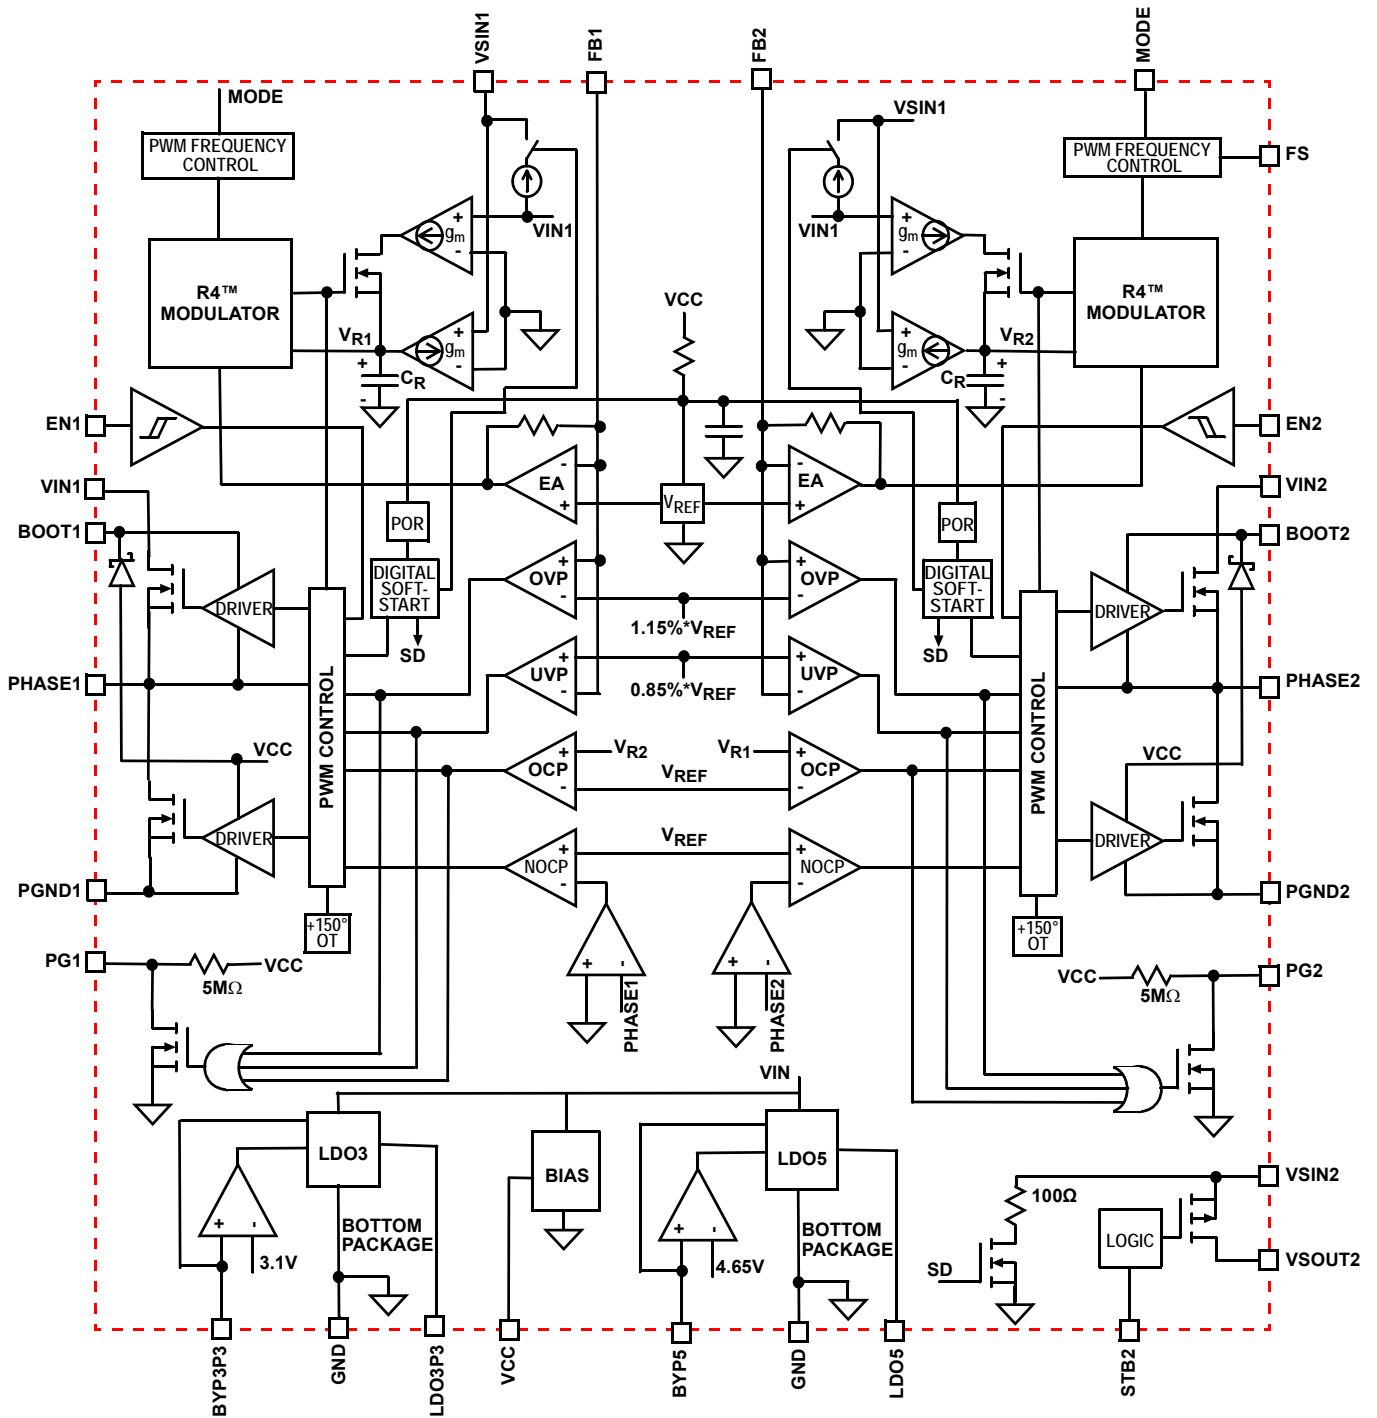 VSIN1
FB1
FB2
MODE
MODE
VSIN1
PWM FREQUENCY
CONTROL
PWM FREQUENCY
CONTROL
FS
+
gm
-
VIN1
VIN1
+
gm
-
R4™
MODULATOR
R4™
MODULATOR
VCC
VR1
+
gm
-
+
gm
-
VR2
+
CR
-
CR
+
-
EN1
EN2
-
EA
+
VREF
-
EA
+
VIN1
VIN2
POR
POR
BOOT1
BOOT2
DIGITAL
SOFT-
START
+
OVP
-
+
OVP
-
DIGITAL
SOFT-
START
DRIVER
DRIVER
1.15%*VREF
SD
SD
+
UVP
-
+
UVP
-
PHASE1
PHASE2
0.85%*VREF
PWM CONTROL
PWM CONTROL
VCC
VCC
+
OCP
-
VR2
VR1
+
OCP
-
VREF
DRIVER
DRIVER
VREF
+
NOCP
-
+
NOCP
-
PGND1
PGND2
+150°
OT
+150°
OT
PG1
VCC
5MΩ
+
-
PHASE1
+
-
PHASE2
VCC
5MΩ
PG2
VIN
LDO3
BIAS
LDO5
+
-
3.1V
BOTTOM
PACKAGE
+
-
4.65V
BOTTOM
PACKAGE
100Ω
VSIN2
LOGIC
SD
VSOUT2
BYP3P3
GND
LDO3P3
VCC
BYP5
GND
LDO5
STB2